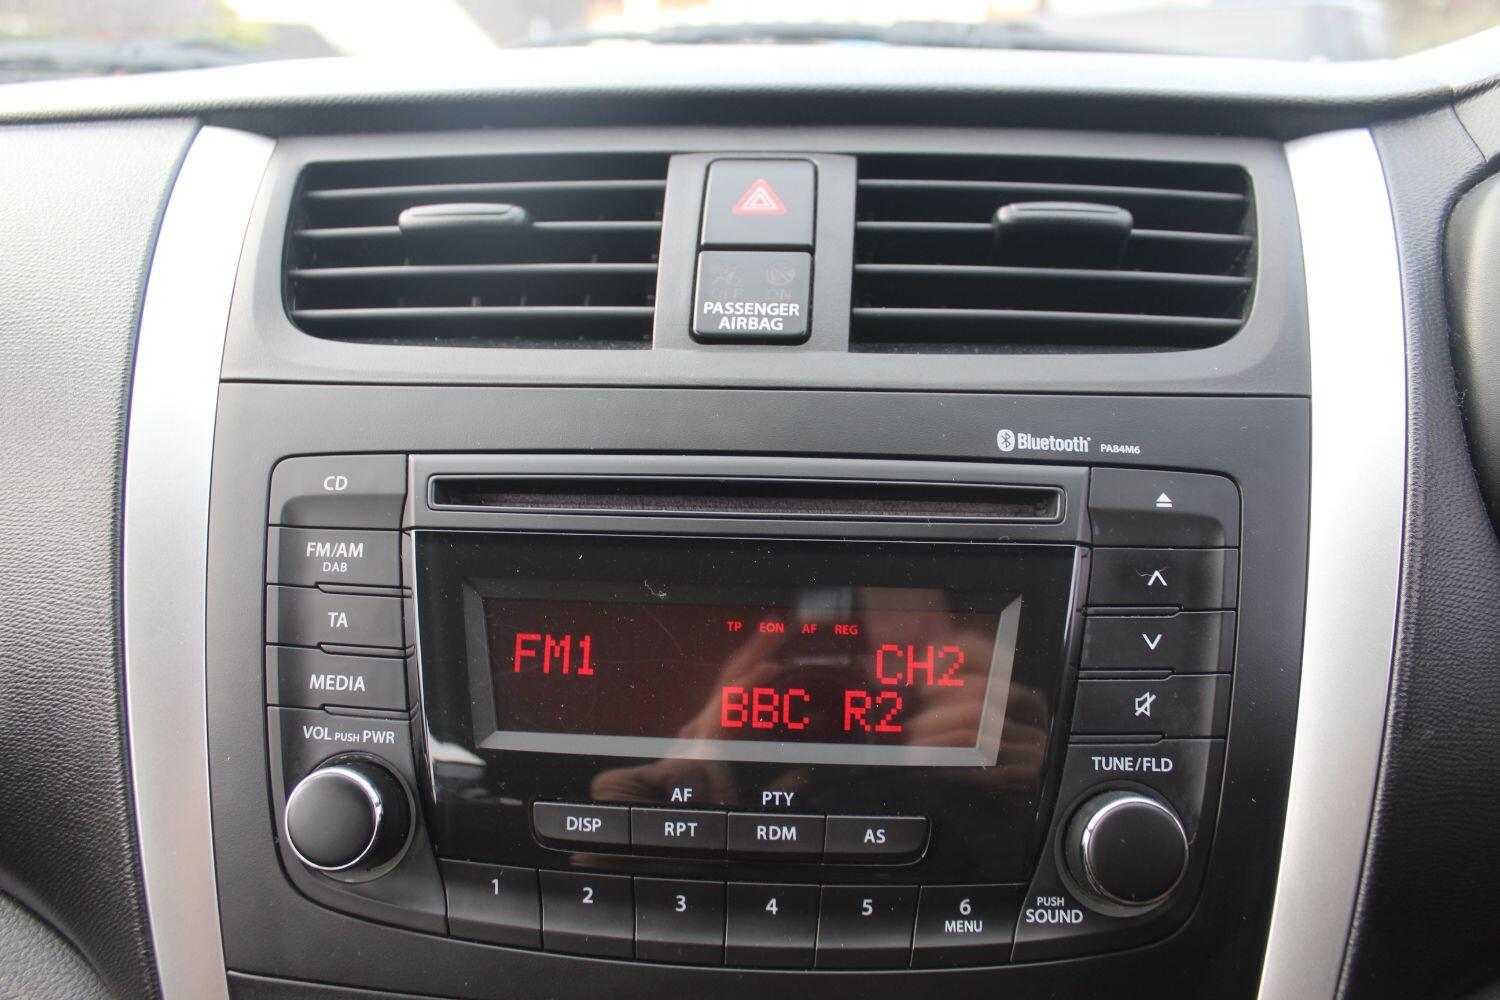 OFF ON
PASSENGER
AIRBAG
Bluetooth PA84M6
CD
FM/AM
DAB
TA
MEDIA
VOL PUSH PWR
TP EON AF REG
FM1 CH2
BBC R2
AF PTY
DISP RPT RDM AS
TUNE/FLD
1 2 3 4 5 6
MENU
PUSH
SOUND